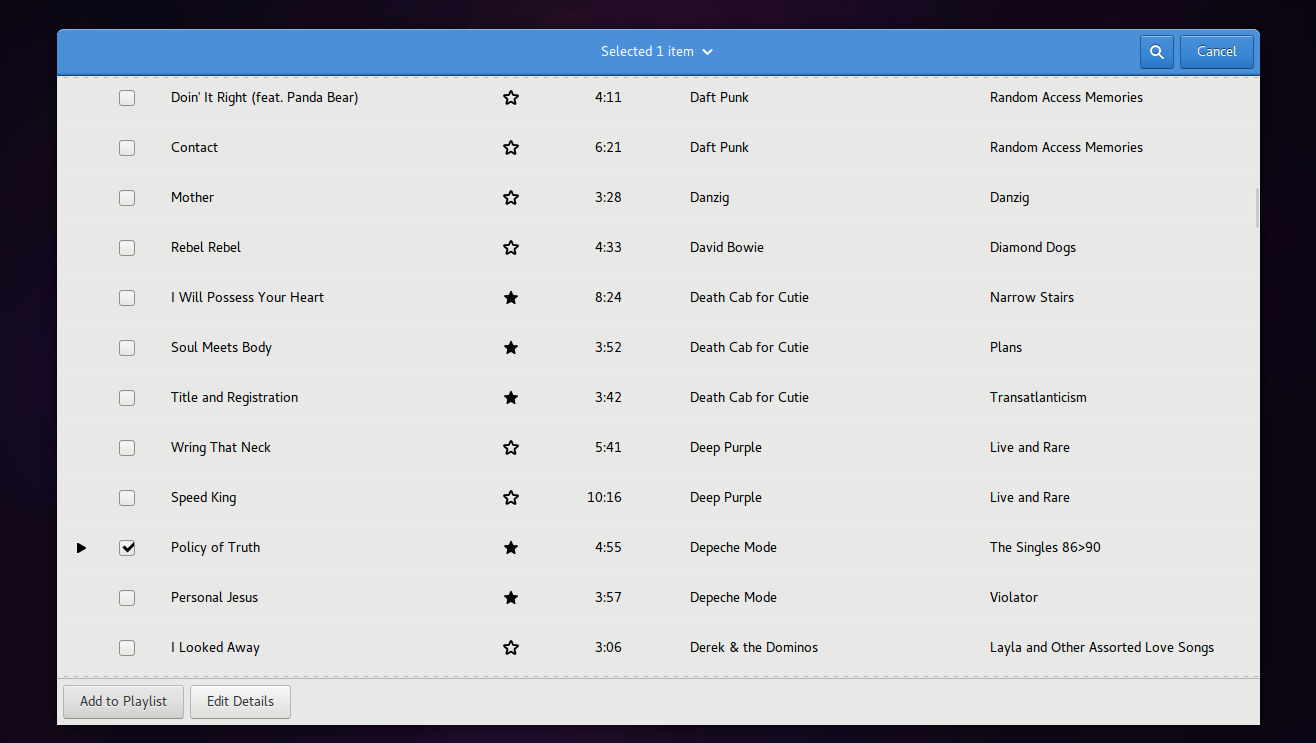 Selected 1 item
Cancel
Doin' It Right (feat. Panda Bear) 4:11 Daft Punk Random Access Memories
Contact 6:21 Daft Punk Random Access Memories
Mother 3:28 Danzig Danzig
Rebel Rebel 4:33 David Bowie Diamond Dogs
I Will Possess Your Heart 8:24 Death Cab for Cutie Narrow Stairs
Soul Meets Body 3:52 Death Cab for Cutie Plans
Title and Registration 3:42 Death Cab for Cutie Transatlanticism
Wring That Neck 5:41 Deep Purple Live and Rare
Speed King 10:16 Deep Purple Live and Rare
Policy of Truth 4:55 Depeche Mode The Singles 86>90
Personal Jesus 3:57 Depeche Mode Violator
I Looked Away 3:06 Derek & the Dominos Layla and Other Assorted Love Songs
Add to Playlist Edit Details